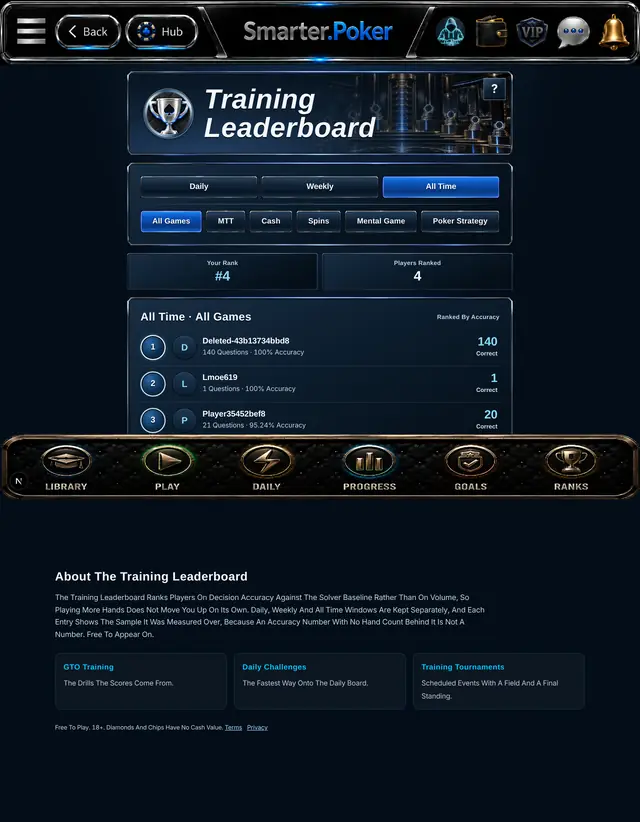 Back
Hub
Smarter.Poker
VIP
Training
Leaderboard
?
Daily
Weekly
All Time
All Games
MTT
Cash
Spins
Mental Game
Poker Strategy
Your Rank
#4
Players Ranked
4
All Time · All Games
Ranked By Accuracy
1
D
Deleted-43b13734bbd8
140 Questions · 100% Accuracy
140
Correct
2
L
Lmoe619
1 Questions · 100% Accuracy
1
Correct
3
P
Player35452bef8
21 Questions · 95.24% Accuracy
20
Correct
N
LIBRARY
PLAY
DAILY
PROGRESS
GOALS
RANKS
About The Training Leaderboard
The Training Leaderboard Ranks Players On Decision Accuracy Against The Solver Baseline Rather Than On Volume, So
Playing More Hands Does Not Move You Up On Its Own. Daily, Weekly And All Time Windows Are Kept Separately, And Each
Entry Shows The Sample It Was Measured Over, Because An Accuracy Number With No Hand Count Behind It Is Not A
Number. Free To Appear On.
GTO Training
The Drills The Scores Come From.
Daily Challenges
The Fastest Way Onto The Daily Board.
Training Tournaments
Scheduled Events With A Field And A Final
Standing.
Free To Play. 18+. Diamonds And Chips Have No Cash Value. Terms Privacy